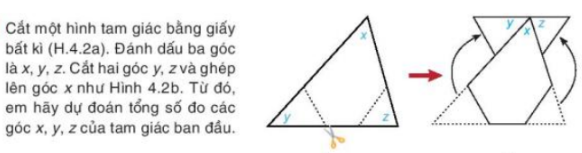 Cắt một hình tam giác bằng giấy
bất kì (H.4.2a). Đánh dấu ba góc
là x, y, z. Cắt hai góc y, z và ghép
lên góc x như Hình 4.2b. Từ đó,
em hãy dự đoán tổng số đo các
góc x, y, z của tam giác ban đầu.
x
y
z
y
x
z